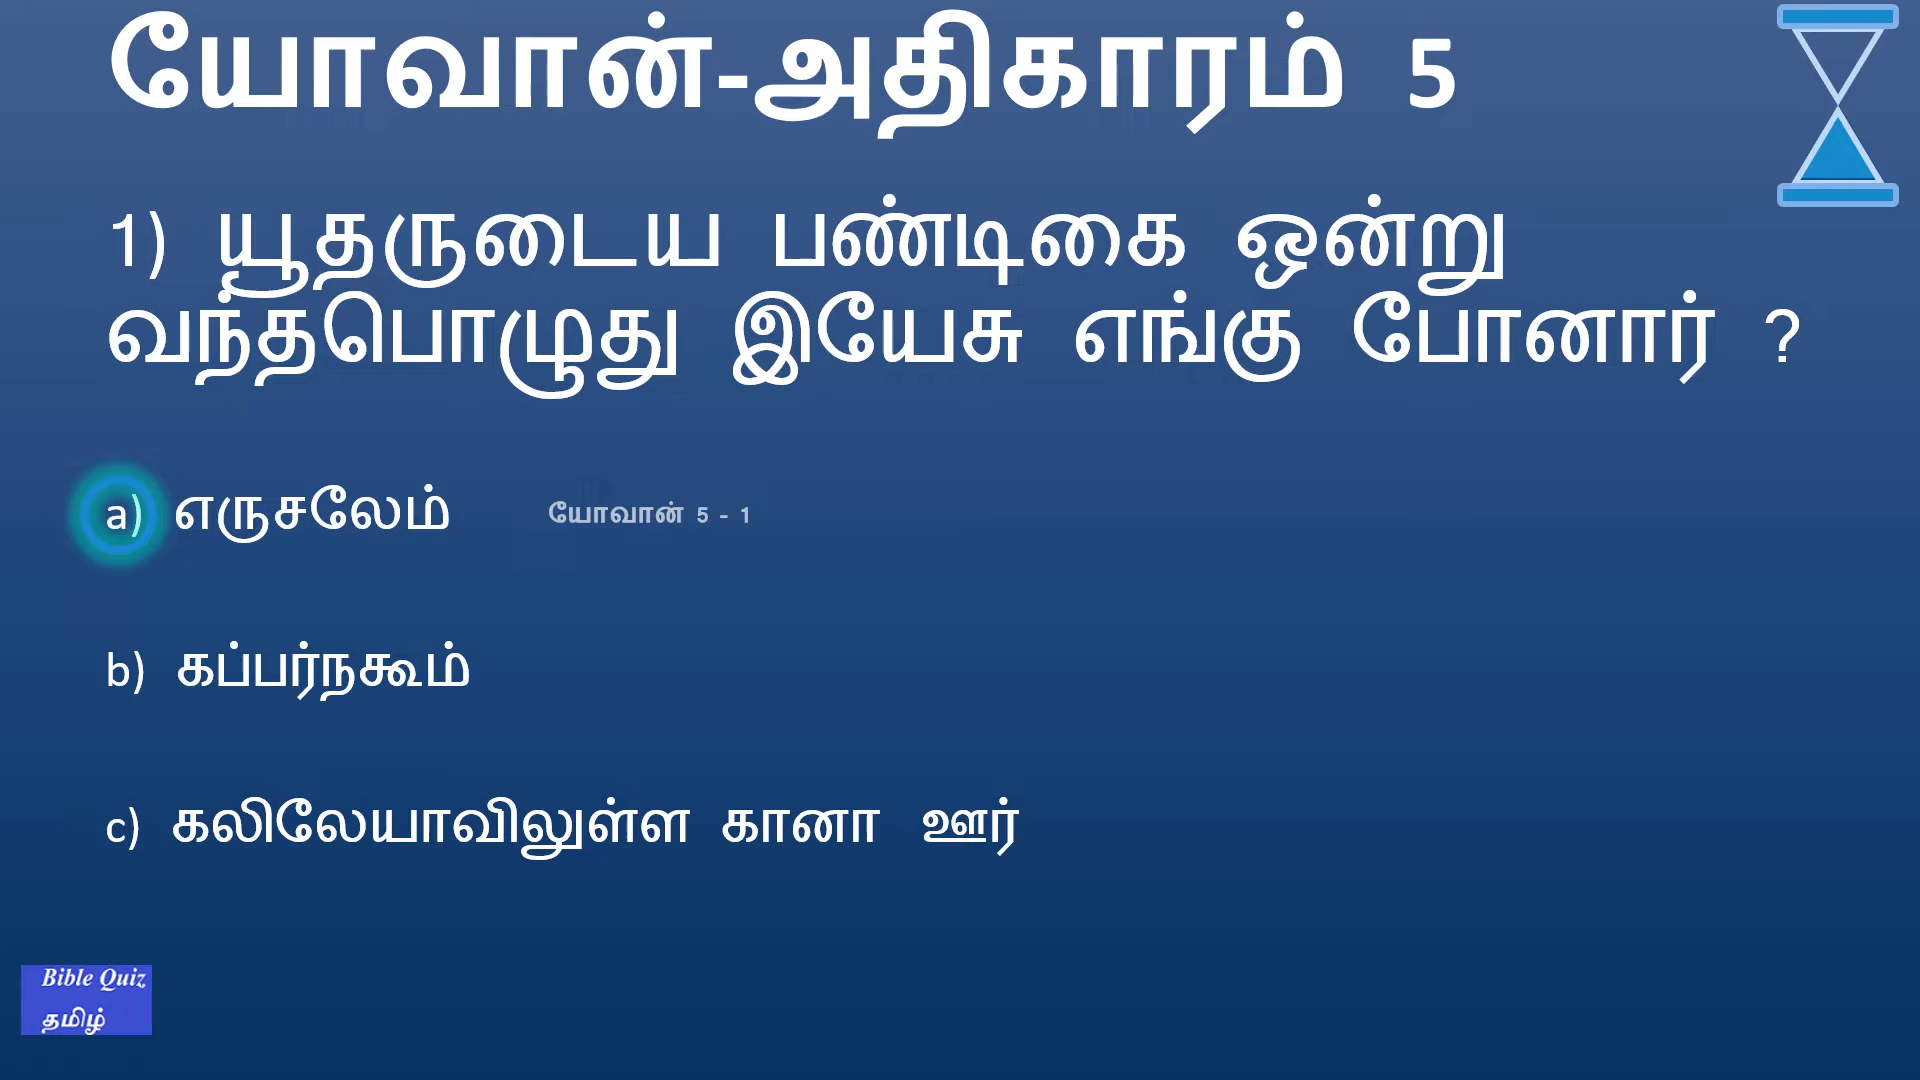 யோவான்-அதிகாரம் 5
1) யூதருடைய பண்டிகை ஒன்று
வந்தபொழுது இயேசு எங்கு போனார் ?
a) எருசலேம் யோவான் 5 - 1
b) கப்பர்நகூம்
c) கலிலேயாவிலுள்ள கானா ஊர்
Bible Quiz
தமிழ்